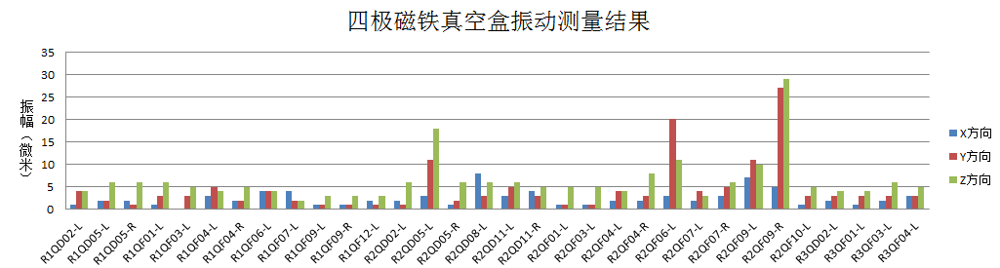 四极磁铁真空盒振动测量结果
振幅（微米）
35
30
25
20
15
10
5
0
X方向
Y方向
Z方向
R1QD02-L
R1QD05-L
R1QD05-R
R1QF01-L
R1QF03-L
R1QF04-L
R1QF04-R
R1QF06-L
R1QF07-L
R1QF09-L
R1QF09-R
R1QF12-L
R2QD02-L
R2QD05-L
R2QD05-R
R2QD08-L
R2QD11-L
R2QD11-R
R2QF01-L
R2QF03-L
R2QF04-L
R2QF04-R
R2QF06-L
R2QF07-L
R2QF07-R
R2QF09-L
R2QF09-R
R2QF10-L
R3QD02-L
R3QF01-L
R3QF03-L
R3QF04-L